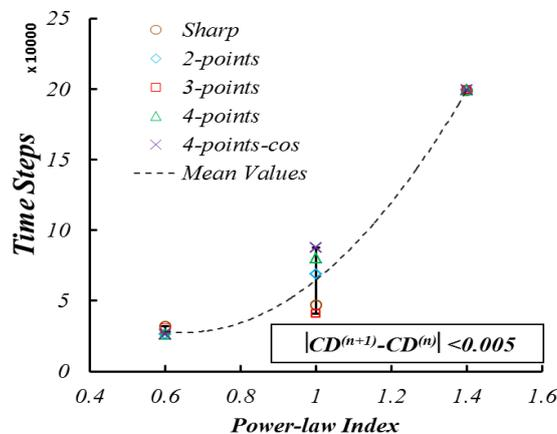 x 10000
Time Steps
25
20
15
10
5
0
Sharp
2-points
3-points
4-points
4-points-cos
Mean Values
|CD^(n+1)-CD^(n)| <0.005
0.4 0.6 0.8 1 1.2 1.4 1.6
Power-law Index